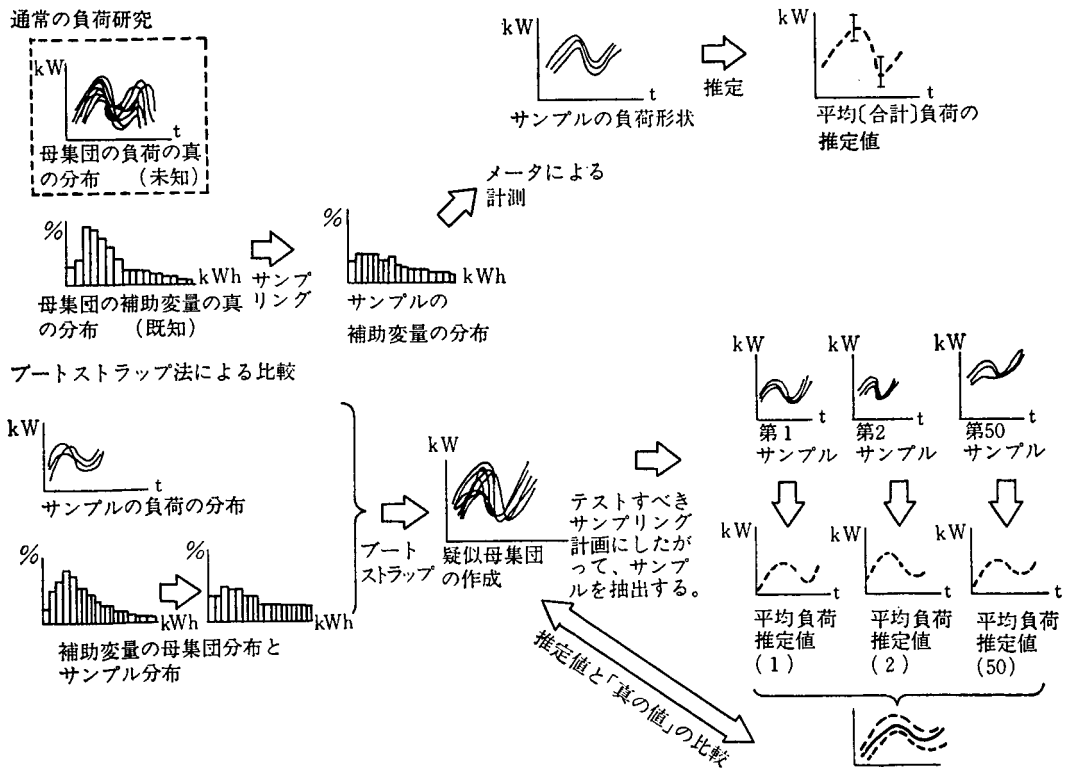 通常の負荷研究
kW
t
母集団の負荷の真
の分布 (未知)
%
kWh
母集団の補助変量の真
の分布 (既知)
サンプ
リング
%
kWh
サンプルの
補助変量の分布
メータによる
計測
kW
t
サンプルの負荷形状
推定
kW
t
平均〔合計〕負荷の
推定値
ブートストラップ法による比較
kW
t
サンプルの負荷の分布
%
kWh
%
kWh
補助変量の母集団分布と
サンプル分布
ブート
ストラップ
kW
t
疑似母集団
の作成
テストすべき
サンプリング
計画にしたが
って、サンプ
ルを抽出する。
kW
t
第1
サンプル
kW
t
第2
サンプル
kW
t
第50
サンプル
kW
t
平均負荷
推定値
(1)
kW
t
平均負荷
推定値
(2)
kW
t
平均負荷
推定値
(50)
推定値と「真の値」の比較